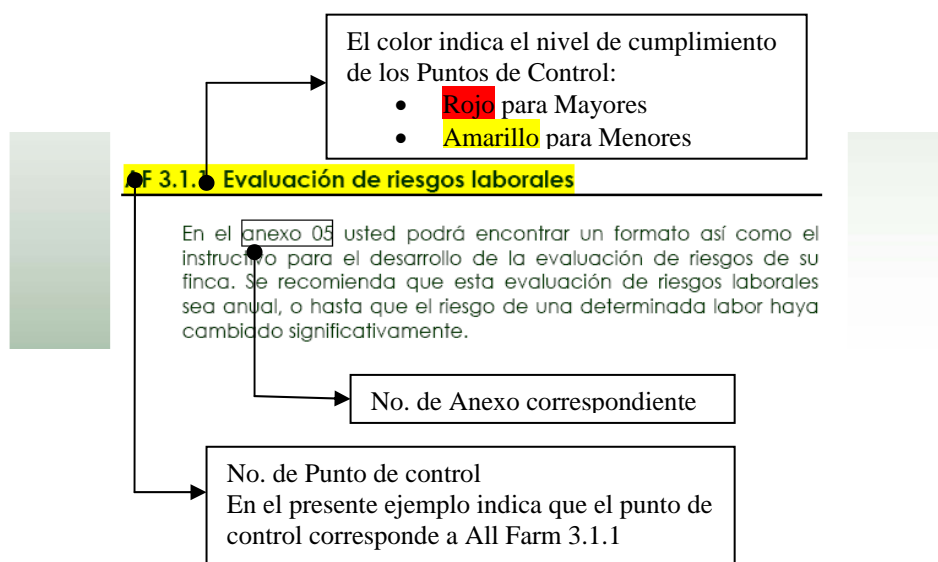 El color indica el nivel de cumplimiento
de los Puntos de Control:
• Rojo para Mayores
• Amarillo para Menores
AF 3.1.1 Evaluación de riesgos laborales
En el anexo 05 usted podrá encontrar un formato así como el
instructivo para el desarrollo de la evaluación de riesgos de su
finca. Se recomienda que esta evaluación de riesgos laborales
sea anual, o hasta que el riesgo de una determinada labor haya
cambiado significativamente.
No. de Anexo correspondiente
No. de Punto de control
En el presente ejemplo indica que el punto de
control corresponde a All Farm 3.1.1